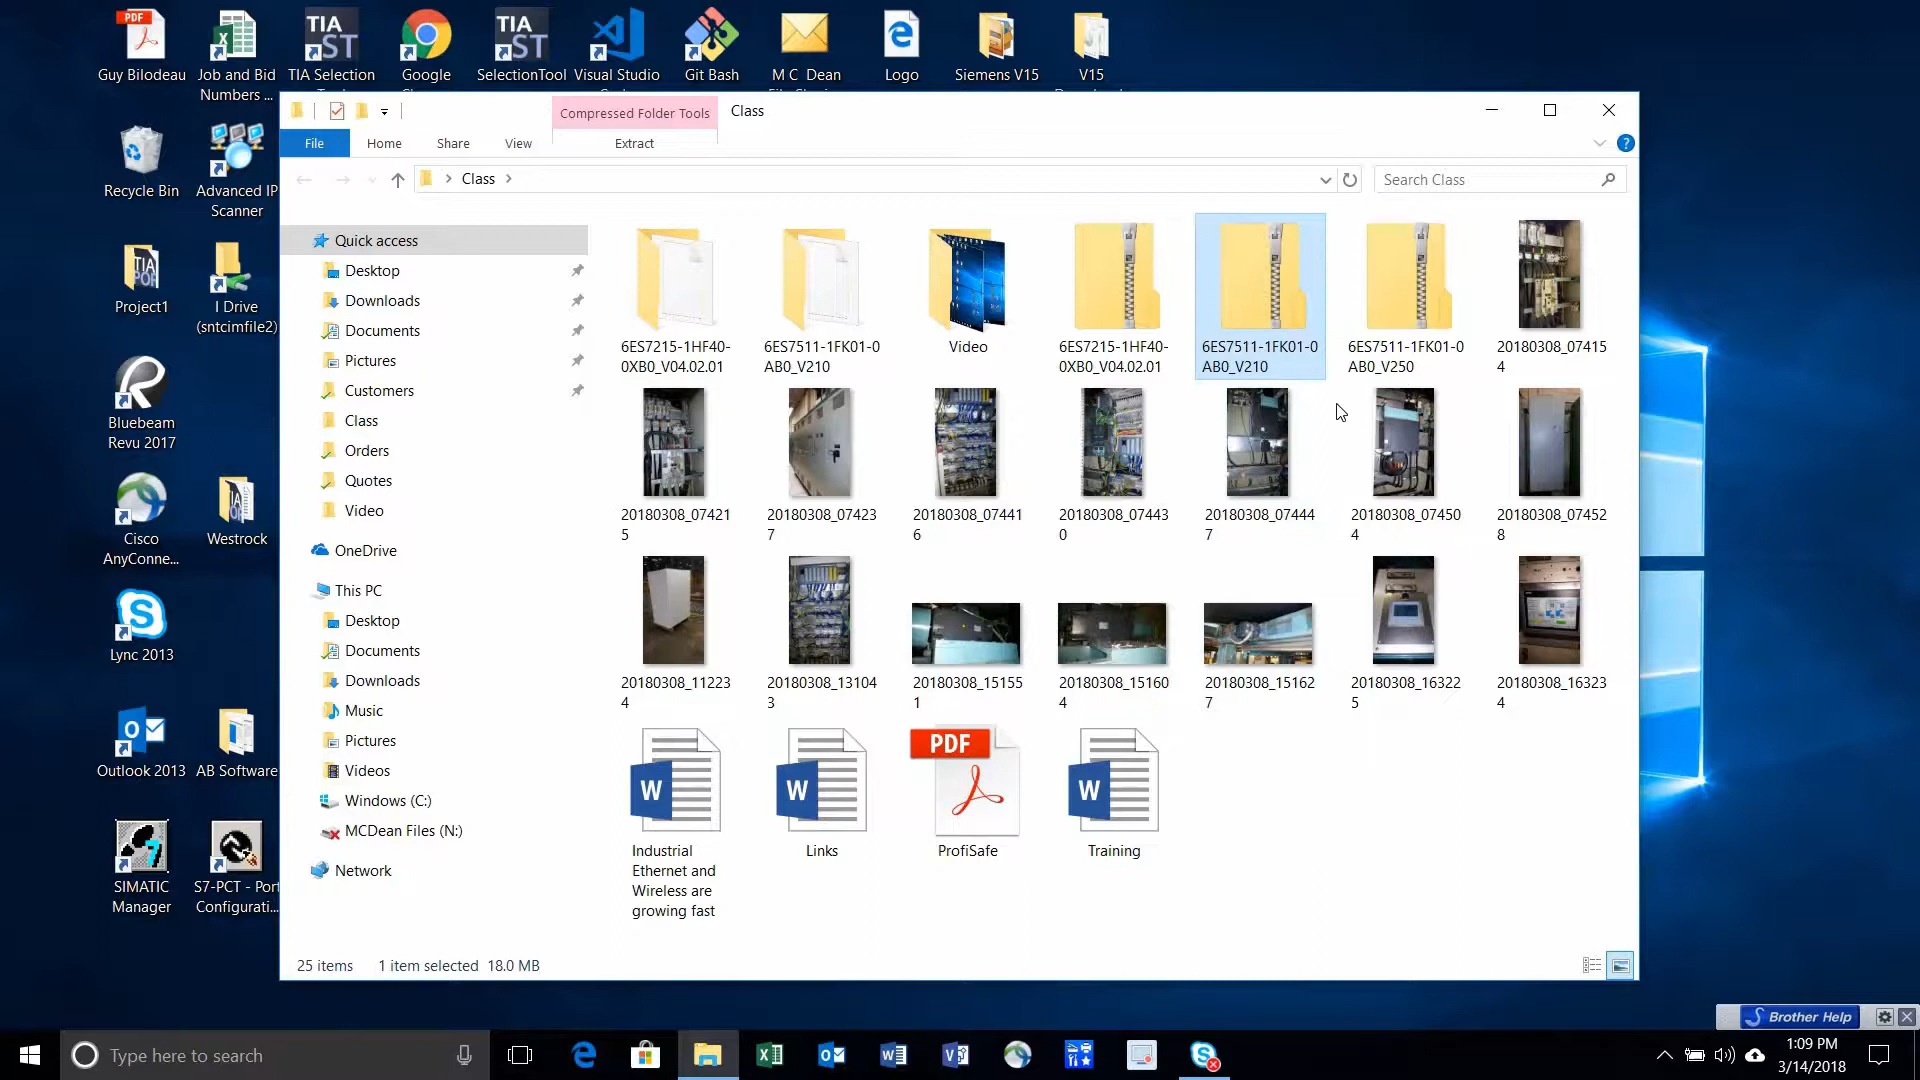 Guy Bilodeau
Job and Bid
Numbers ...
TIA Selection
Google
SelectionTool
Visual Studio
Git Bash
M C Dean
Logo
Siemens V15
V15
Compressed Folder Tools
Class
File
Home
Share
View
Extract
Class
Search Class
Recycle Bin
Advanced IP
Scanner
Project1
I Drive
(sntcimfile2)
Bluebeam
Revu 2017
Cisco
AnyConne...
Westrock
Lync 2013
Outlook 2013
AB Software
SIMATIC
Manager
S7-PCT - Port
Configurati...
Quick access
Desktop
Downloads
Documents
Pictures
Customers
Class
Orders
Quotes
Video
OneDrive
This PC
Desktop
Documents
Downloads
Music
Pictures
Videos
Windows (C:)
MCDean Files (N:)
Network
6ES7215-1HF40-
0XB0_V04.02.01
6ES7511-1FK01-0
AB0_V210
Video
6ES7215-1HF40-
0XB0_V04.02.01
6ES7511-1FK01-0
AB0_V210
6ES7511-1FK01-0
AB0_V250
20180308_07415
4
20180308_07421
5
20180308_07423
7
20180308_07441
6
20180308_07443
0
20180308_07444
7
20180308_07450
4
20180308_07452
8
20180308_11223
4
20180308_13104
3
20180308_15155
1
20180308_15160
4
20180308_15162
7
20180308_16322
5
20180308_16323
4
PDF
Industrial
Ethernet and
Wireless are
growing fast
Links
ProfiSafe
Training
25 items
1 item selected 18.0 MB
Brother Help
Type here to search
1:09 PM
3/14/2018